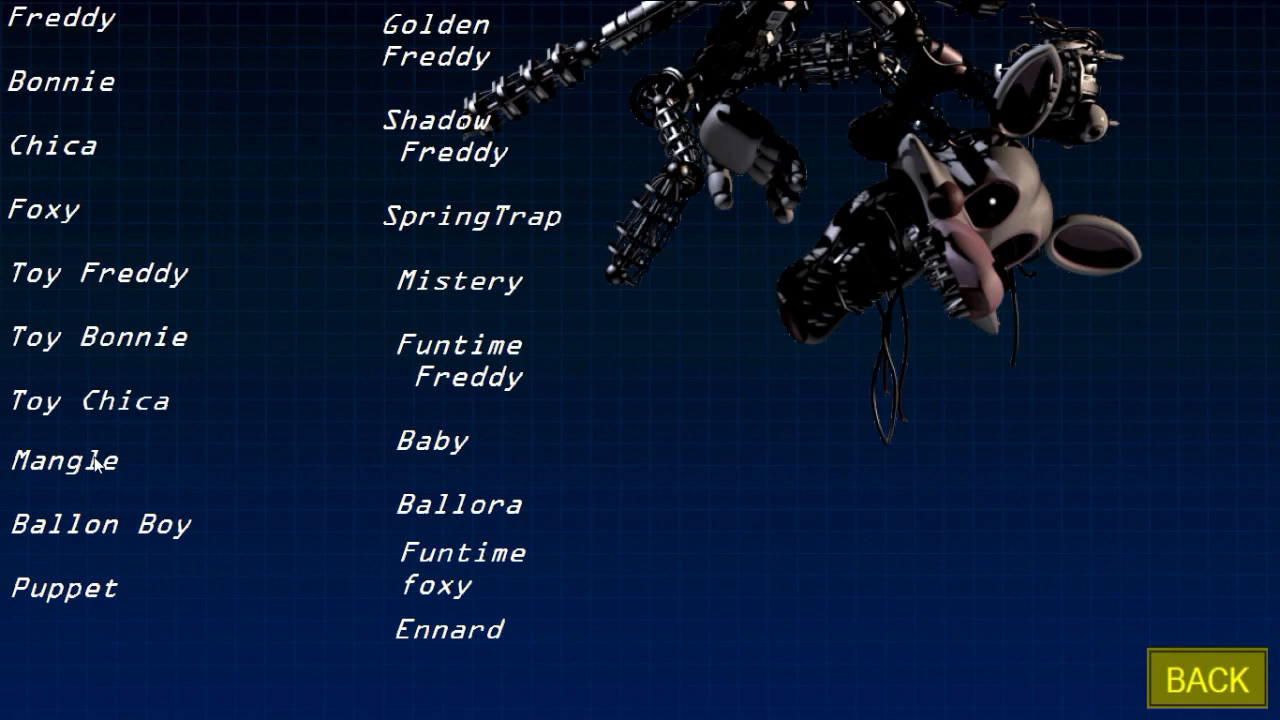 Freddy
Bonnie
Chica
Foxy
Toy Freddy
Toy Bonnie
Toy Chica
Mangle
Ballon Boy
Puppet
Golden
Freddy
Shadow
Freddy
SpringTrap
Mistery
Funtime
Freddy
Baby
Ballora
Funtime
foxy
Ennard
BACK